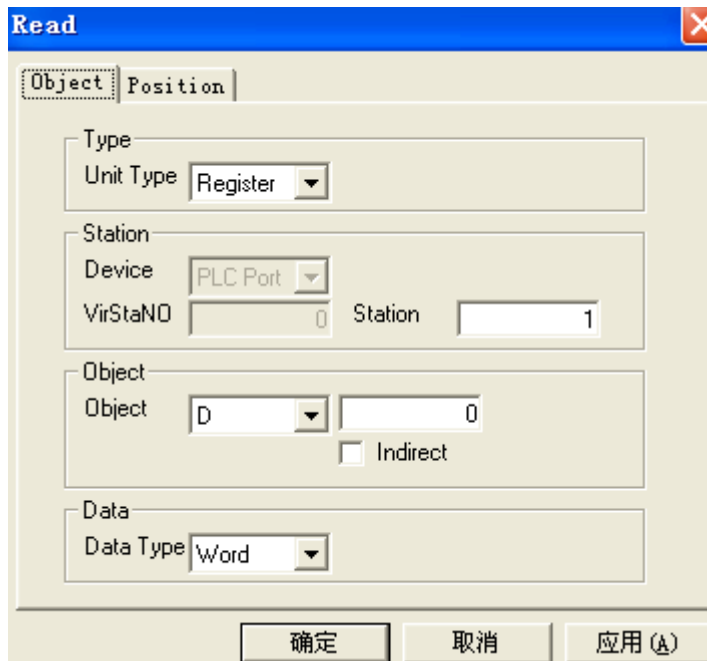 Read
Object Position
Type
Unit Type Register
Station
Device PLC Port
VirStaNO 0 Station 1
Object
Object D 0
Indirect
Data
Data Type Word
确定 取消 应用(A)